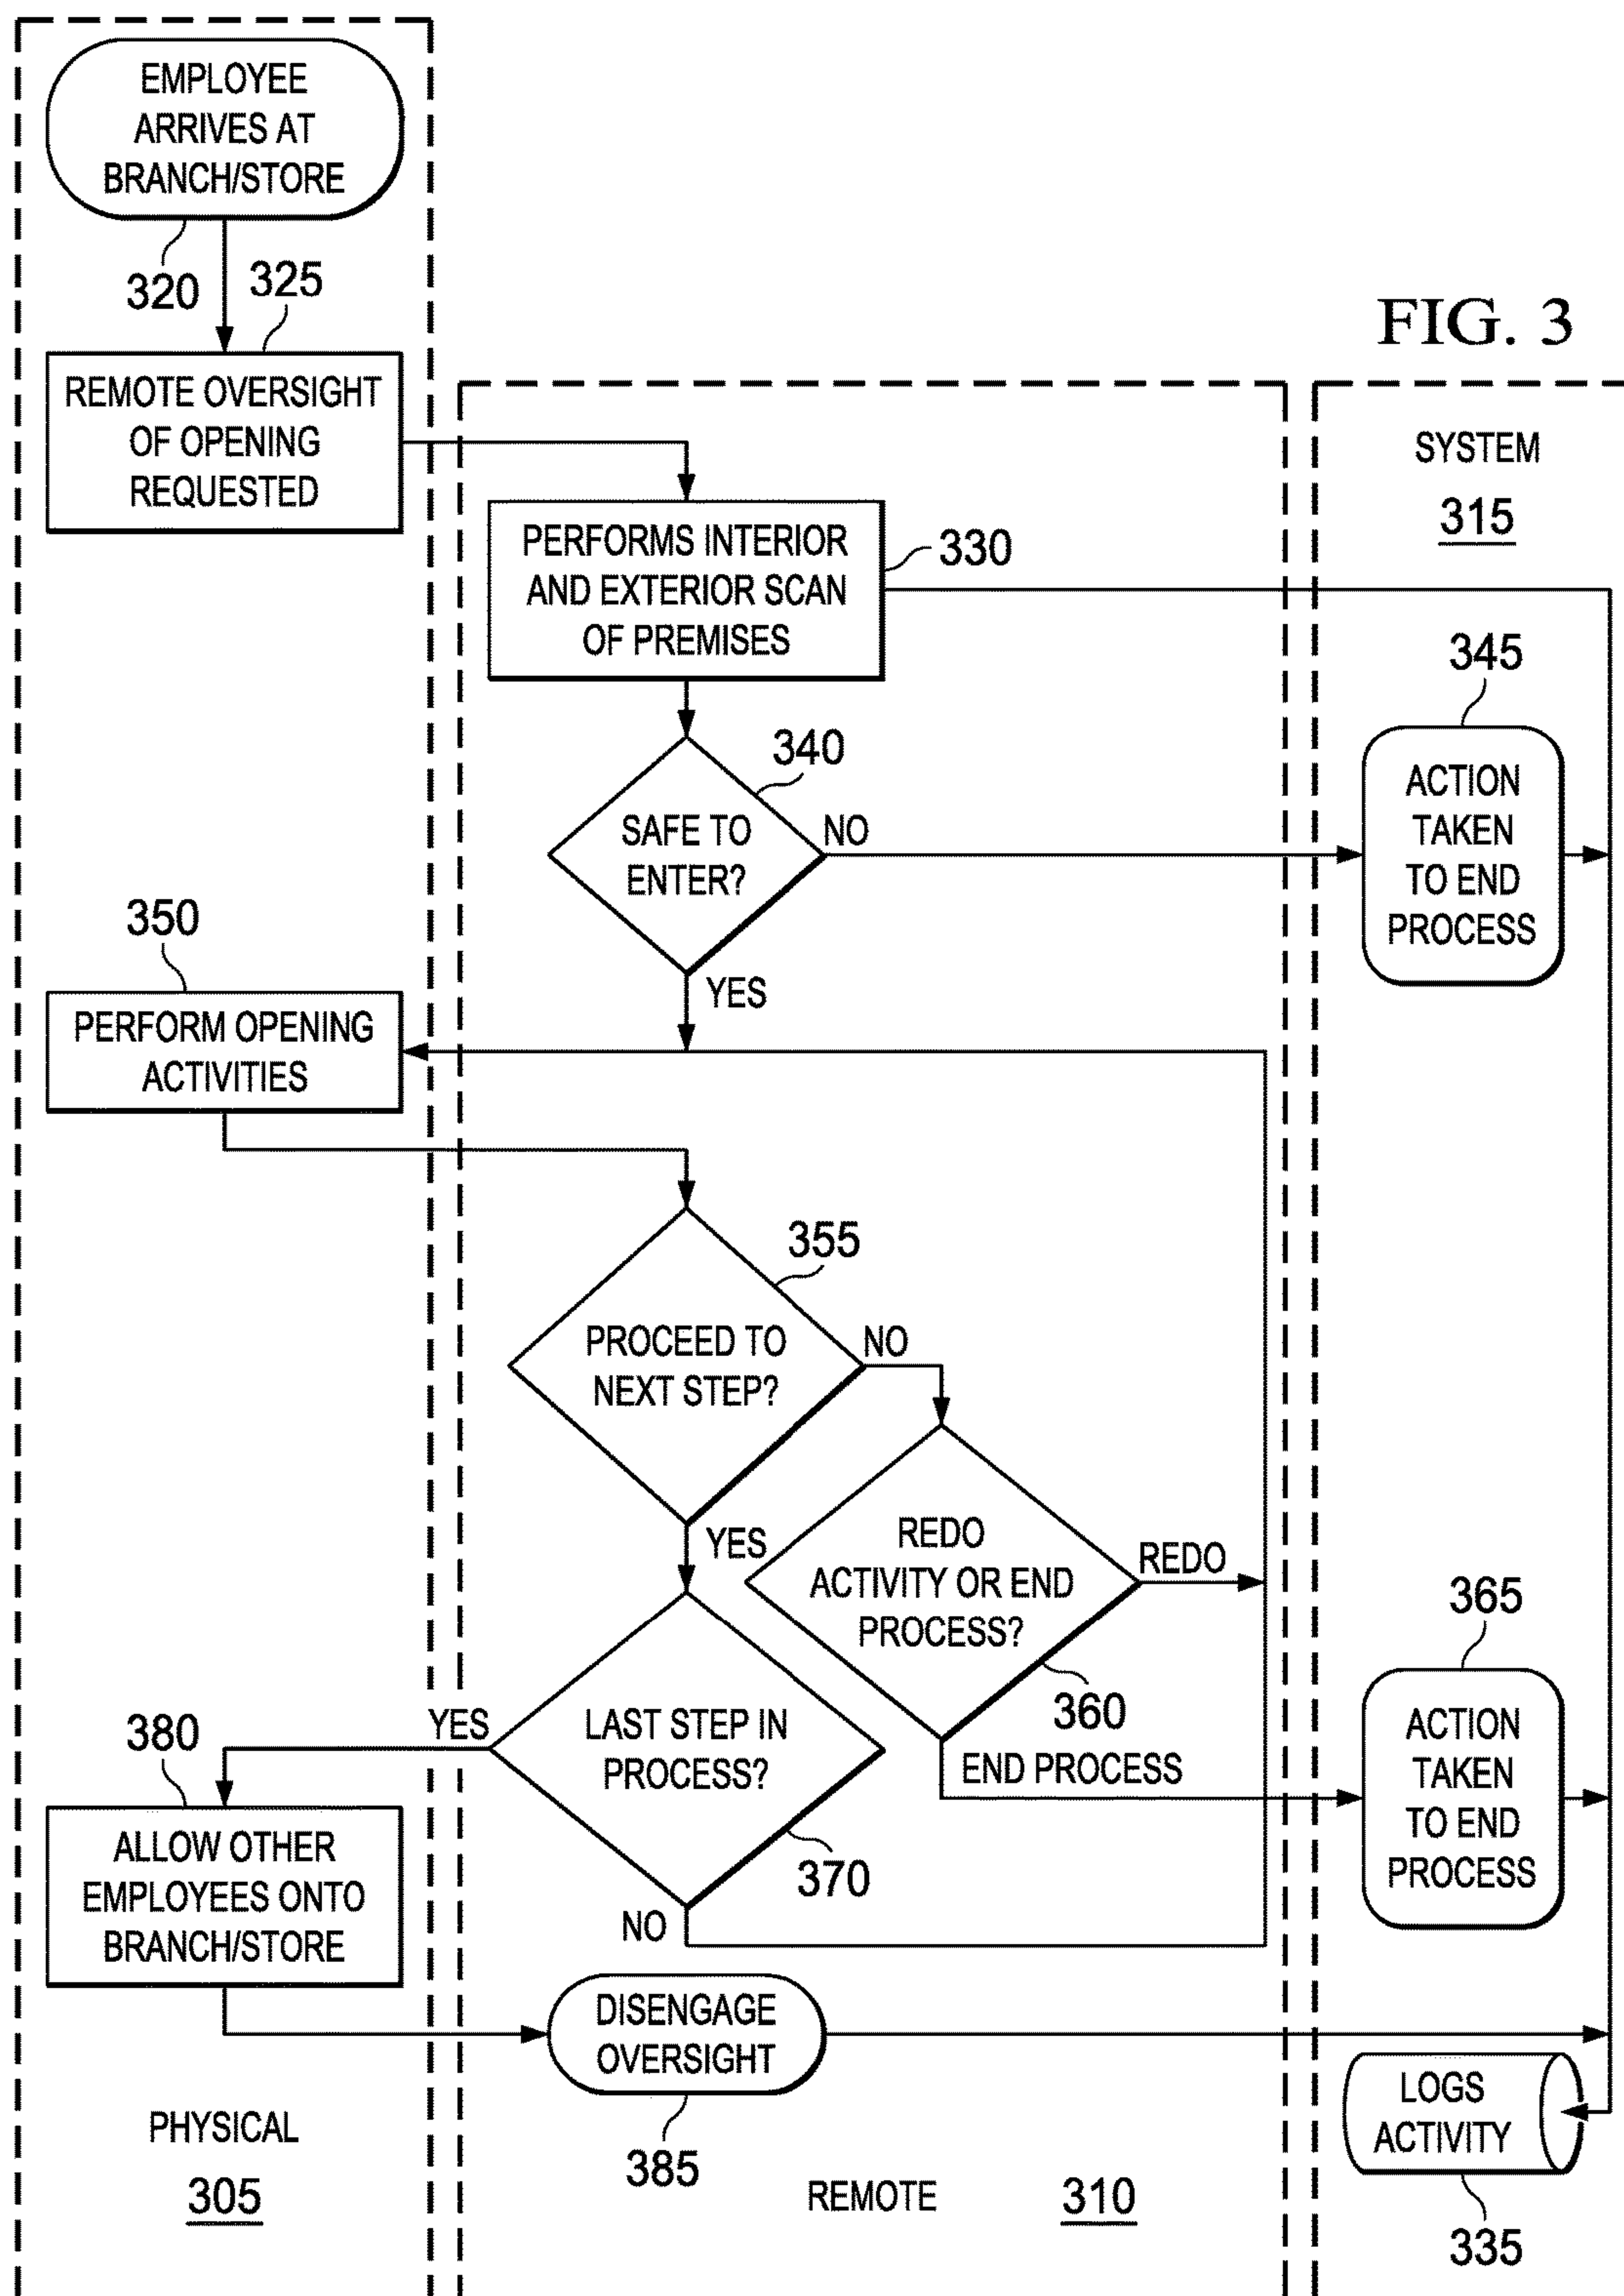 EMPLOYEE
ARRIVES AT
BRANCH/STORE
320
325
FIG. 3
REMOTE OVERSIGHT
OF OPENING
REQUESTED
SYSTEM
315
PERFORMS INTERIOR
AND EXTERIOR SCAN
OF PREMISES
330
345
340
SAFE TO
ENTER?
NO
ACTION
TAKEN
TO END
PROCESS
YES
350
PERFORM OPENING
ACTIVITIES
355
PROCEED TO
NEXT STEP?
NO
YES
REDO
ACTIVITY OR END
PROCESS?
REDO
360
365
END PROCESS
ACTION
TAKEN
TO END
PROCESS
YES
LAST STEP IN
PROCESS?
370
NO
380
ALLOW OTHER
EMPLOYEES ONTO
BRANCH/STORE
DISENGAGE
OVERSIGHT
385
LOGS
ACTIVITY
335
PHYSICAL
305
REMOTE
310